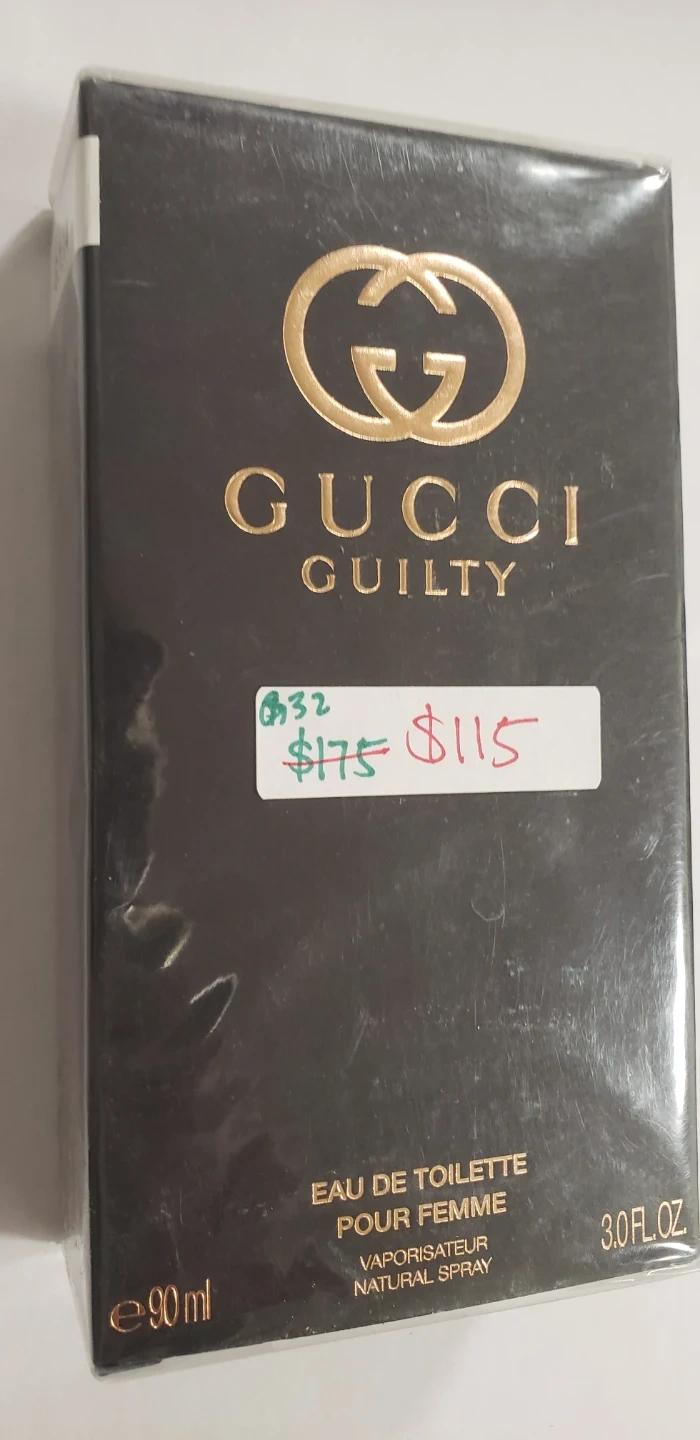 GUCCI
GUILTY
32
$175 $115
EAU DE TOILETTE
POUR FEMME
VAPORISATEUR
NATURAL SPRAY
3.0 FL. OZ.
e 90 ml